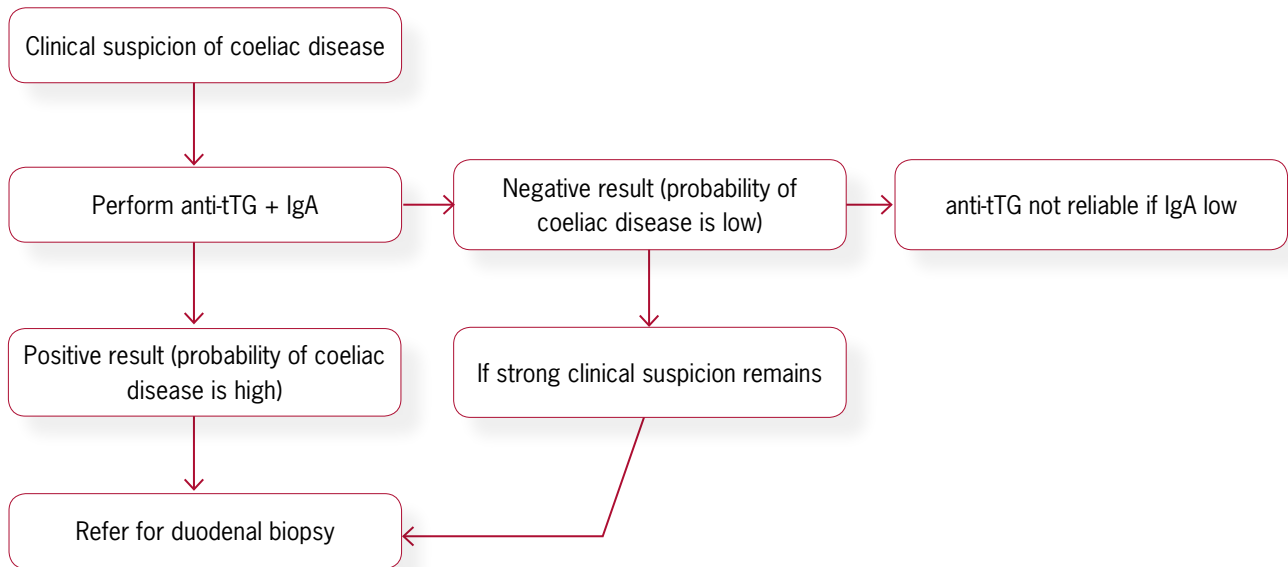 Clinical suspicion of coeliac disease
Perform anti-tTG + IgA
Negative result (probability of
coeliac disease is low)
anti-tTG not reliable if IgA low
Positive result (probability of coeliac
disease is high)
If strong clinical suspicion remains
Refer for duodenal biopsy